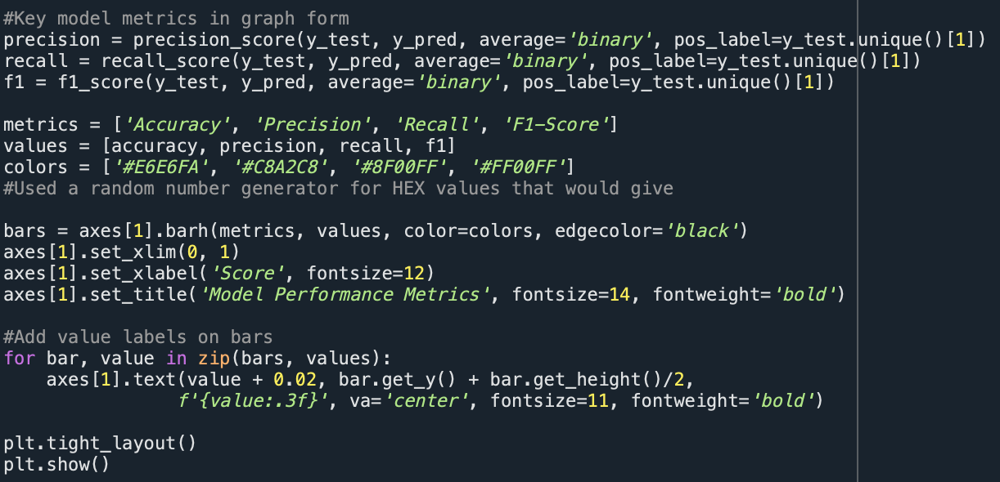 #Key model metrics in graph form
precision = precision_score(y_test, y_pred, average='binary', pos_label=y_test.unique()[1])
recall = recall_score(y_test, y_pred, average='binary', pos_label=y_test.unique()[1])
f1 = f1_score(y_test, y_pred, average='binary', pos_label=y_test.unique()[1])

metrics = ['Accuracy', 'Precision', 'Recall', 'F1-Score']
values = [accuracy, precision, recall, f1]
colors = ['#E6E6FA', '#C8A2C8', '#8F00FF', '#FF00FF']
#Used a random number generator for HEX values that would give

bars = axes[1].barh(metrics, values, color=colors, edgecolor='black')
axes[1].set_xlim(0, 1)
axes[1].set_xlabel('Score', fontsize=12)
axes[1].set_title('Model Performance Metrics', fontsize=14, fontweight='bold')

#Add value labels on bars
for bar, value in zip(bars, values):
    axes[1].text(value + 0.02, bar.get_y() + bar.get_height()/2,
                f'{value:.3f}', va='center', fontsize=11, fontweight='bold')

plt.tight_layout()
plt.show()